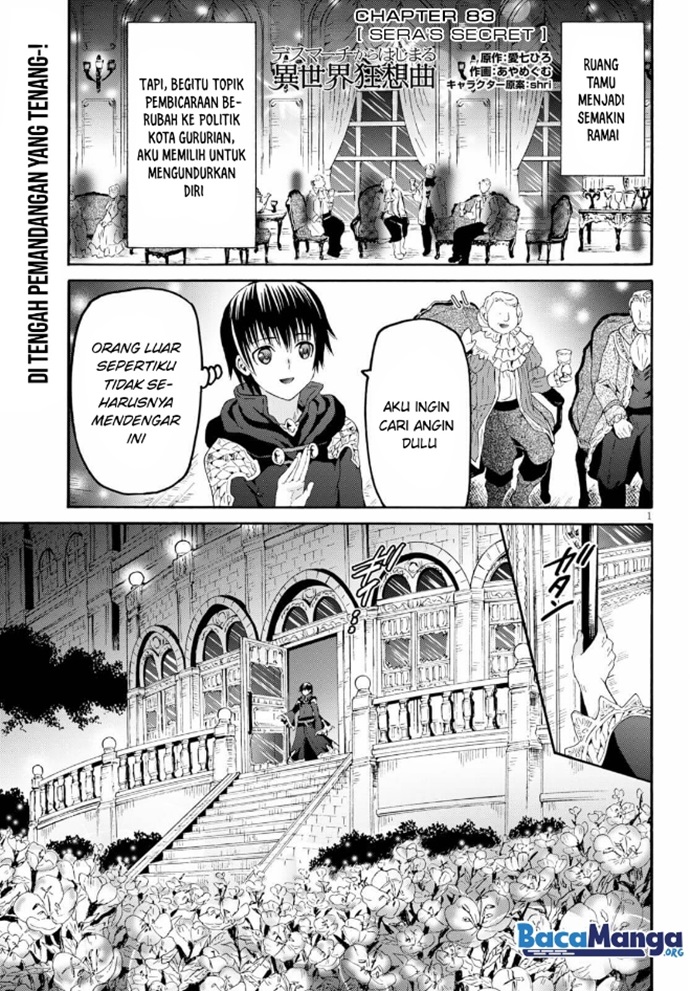 CHAPTER 83
[ SERA'S SECRET ]
デスマーチからはじまる
異世界狂想曲
原作:愛七ひろ
作画:あやめぐむ
キャラクター原案:shri
DI TENGAH PEMANDANGAN YANG TENANG-!
RUANG
TAMU
MENJADI
SEMAKIN
RAMAI
TAPI, BEGITU TOPIK
PEMBICARAAN BE-
RUBAH KE POLITIK
KOTA GURURIAN,
AKU MEMILIH UNTUK
MENGUNDURKAN
DIRI
AKU INGIN
CARI ANGIN
DULU
ORANG LUAR
SEPERTIKU
TIDAK SE-
HARUSNYA
MENDENGAR
INI
1
ガタン
BacaManga
.ORG